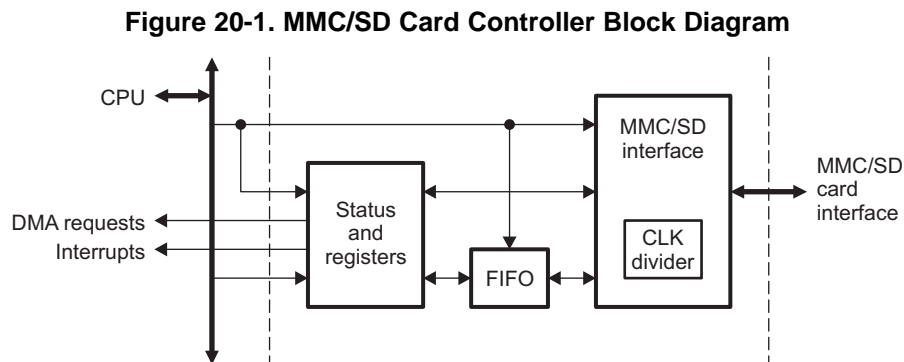 Figure 20-1. MMC/SD Card Controller Block Diagram
CPU
MMC/SD
interface
MMC/SD
card
interface
Status
and
registers
DMA requests
Interrupts
CLK
divider
FIFO